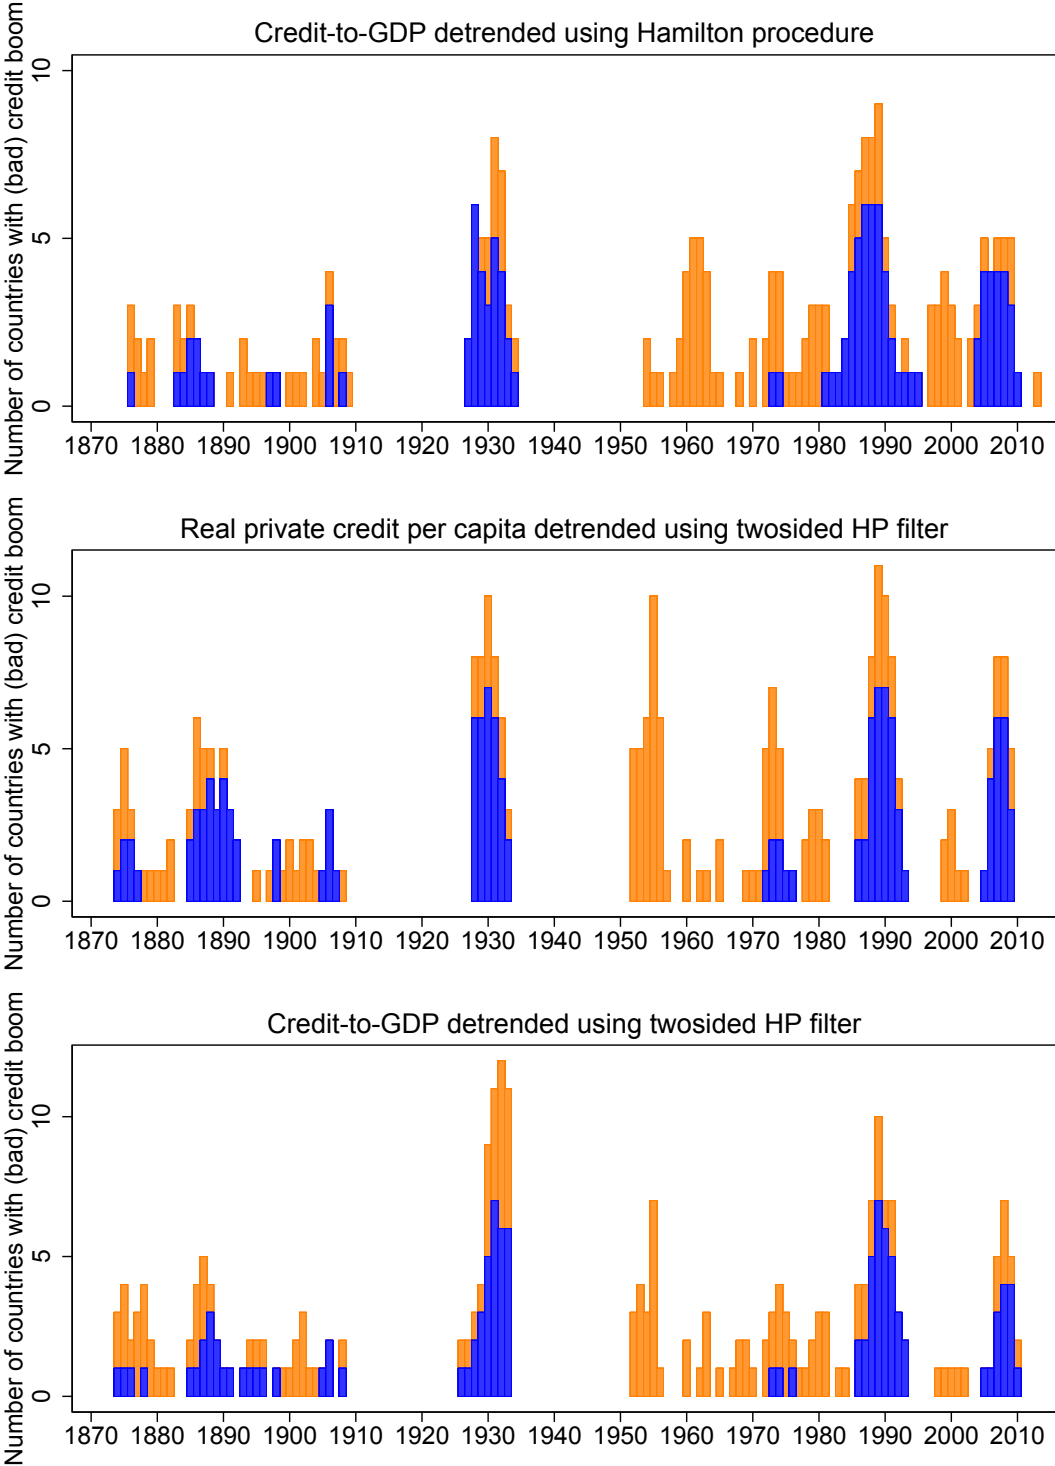 Credit-to-GDP detrended using Hamilton procedure
Number of countries with (bad) credit boom
10
5
0
1870 1880 1890 1900 1910 1920 1930 1940 1950 1960 1970 1980 1990 2000 2010
Real private credit per capita detrended using twosided HP filter
Number of countries with (bad) credit boom
10
5
0
1870 1880 1890 1900 1910 1920 1930 1940 1950 1960 1970 1980 1990 2000 2010
Credit-to-GDP detrended using twosided HP filter
Number of countries with (bad) credit boom
10
5
0
1870 1880 1890 1900 1910 1920 1930 1940 1950 1960 1970 1980 1990 2000 2010